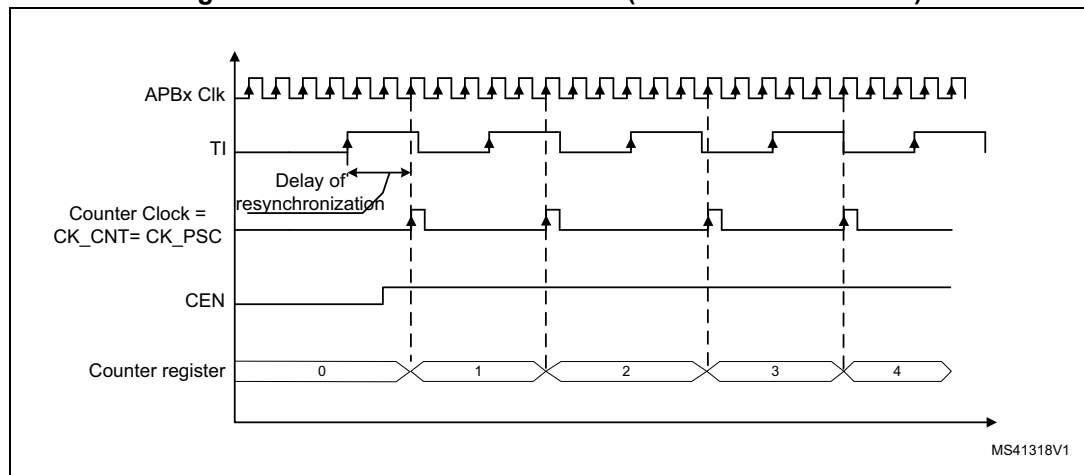 APBx Clk
TI
Delay of
resynchronization
Counter Clock =
CK_CNT= CK_PSC
CEN
Counter register
0
1
2
3
4
MS41318V1